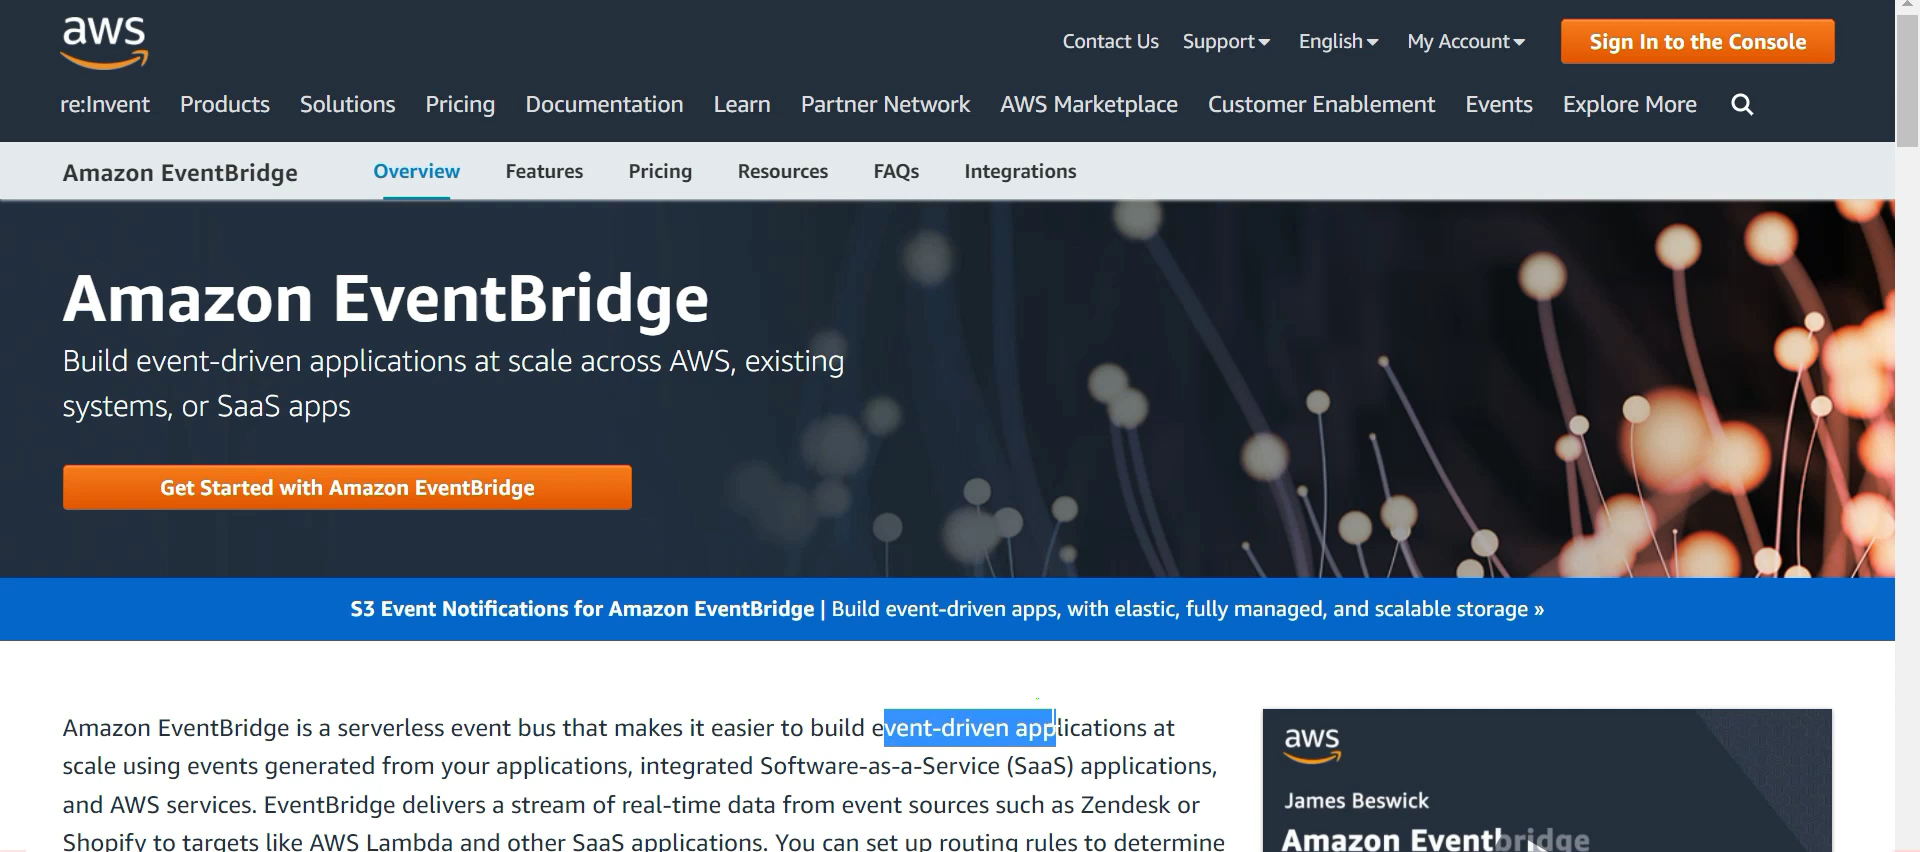 aws
Contact Us Support English My Account Sign In to the Console
re:Invent Products Solutions Pricing Documentation Learn Partner Network AWS Marketplace Customer Enablement Events Explore More
Amazon EventBridge Overview Features Pricing Resources FAQs Integrations
Amazon EventBridge
Build event-driven applications at scale across AWS, existing
systems, or SaaS apps
Get Started with Amazon EventBridge
S3 Event Notifications for Amazon EventBridge | Build event-driven apps, with elastic, fully managed, and scalable storage »
Amazon EventBridge is a serverless event bus that makes it easier to build event-driven applications at
scale using events generated from your applications, integrated Software-as-a-Service (SaaS) applications,
and AWS services. EventBridge delivers a stream of real-time data from event sources such as Zendesk or
Shopify to targets like AWS Lambda and other SaaS applications. You can set up routing rules to determine
aws
James Beswick
Amazon Eventbridge